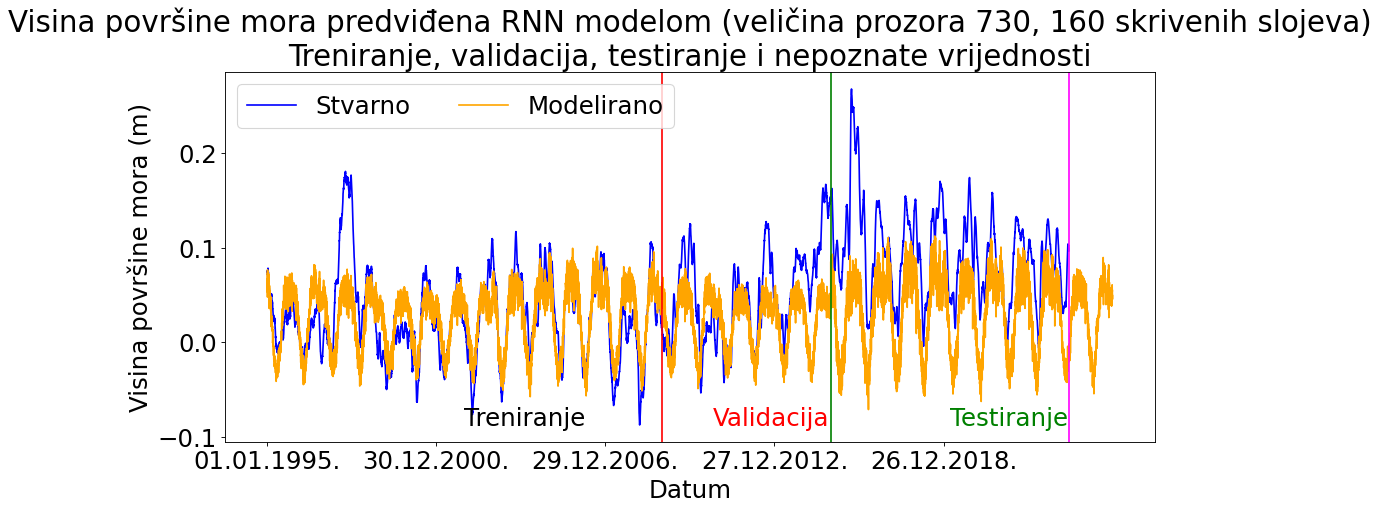 Visina površine mora predviđena RNN modelom (veličina prozora 730, 160 skrivenih slojeva)
Treniranje, validacija, testiranje i nepoznate vrijednosti
Stvarno Modelirano
Visina površine mora (m)
0.2
0.1
0.0
−0.1
Treniranje Validacija Testiranje
01.01.1995. 30.12.2000. 29.12.2006. 27.12.2012. 26.12.2018.
Datum